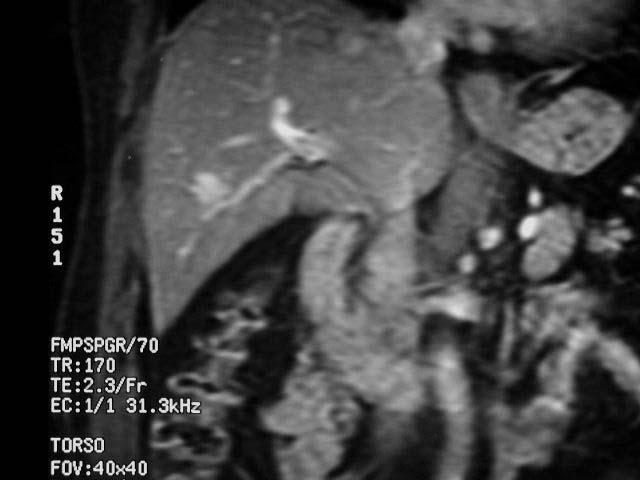 R
1
5
1
FMPSPGR/70
TR:170
TE:2.3/Fr
EC:1/1 31.3kHz
TORSO
FOV:40x40